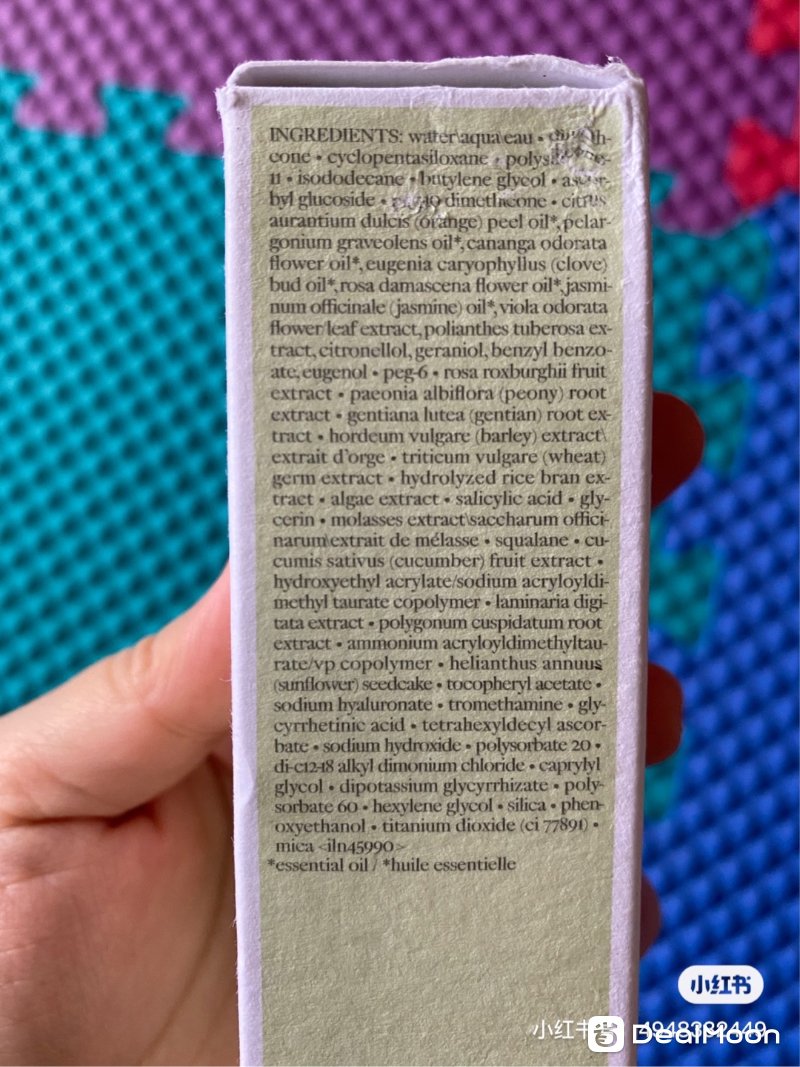 INGREDIENTS: water\aqua\eau •
cone • cyclopentasiloxane •
11 • isododecane • butylene glycol •
byl glucoside • dimethicone • citrus
aurantium dulcis (orange) peel oil*, pelar-
gonium graveolens oil*, cananga odorata
flower oil*, eugenia caryophyllus (clove)
bud oil*, rosa damascena flower oil*, jasmi-
num officinale (jasmine) oil*, viola odorata
flower/leaf extract, polianthes tuberosa ex-
tract, citronellol, geraniol, benzyl benzo-
ate, eugenol • peg-6 • rosa roxburghii fruit
extract • paeonia albiflora (peony) root
extract • gentiana lutea (gentian) root ex-
tract • hordeum vulgare (barley) extract\
extrait d'orge • triticum vulgare (wheat)
germ extract • hydrolyzed rice bran ex-
tract • algae extract • salicylic acid • gly-
cerin • molasses extract\saccharum offici-
narum\extrait de mélasse • squalane • cu-
cumis sativus (cucumber) fruit extract •
hydroxyethyl acrylate/sodium acryloyldi-
methyl taurate copolymer • laminaria digi-
tata extract • polygonum cuspidatum root
extract • ammonium acryloyldimethyltau-
rate/vp copolymer • helianthus annuus
(sunflower) seedcake • tocopheryl acetate •
sodium hyaluronate • tromethamine • gly-
cyrrhetinic acid • tetrahexyldecyl ascor-
bate • sodium hydroxide • polysorbate 20 •
di-c12-18 alkyl dimonium chloride • caprylyl
glycol • dipotassium glycyrrhizate • poly-
sorbate 60 • hexylene glycol • silica • phen-
oxyethanol • titanium dioxide (ci 77891) •
mica <iln45990>
*essential oil / *huile essentielle
小红书
小红书 4948382449
省 DealMoon